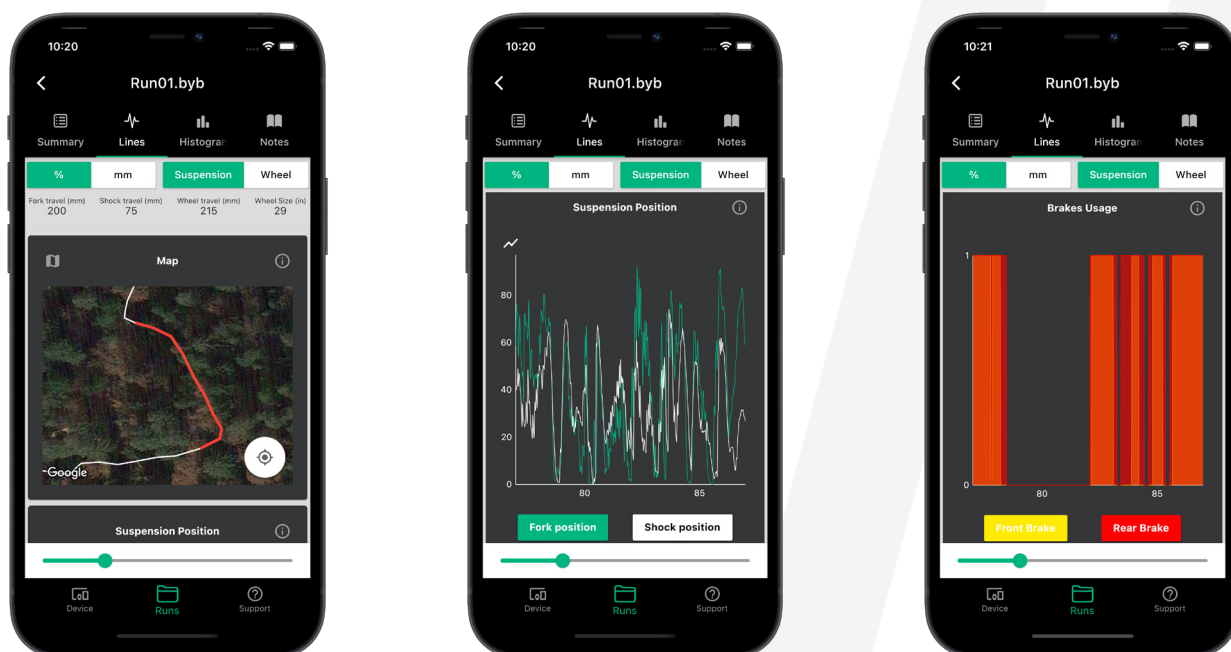 10:20
Run01.byb
Summary Lines Histogran Notes
% mm Suspension Wheel
Fork travel (mm) Shock travel (mm) Wheel travel (mm) Wheel Size (in)
200 75 215 29
Map
Google
Suspension Position
Device Runs Support
10:20
Run01.byb
Summary Lines Histogran Notes
% mm Suspension Wheel
Suspension Position
80
60
40
20
0
80 85
Fork position Shock position
Device Runs Support
10:21
Run01.byb
Summary Lines Histogran Notes
% mm Suspension Wheel
Brakes Usage
1
0
80 85
Front Brake Rear Brake
Device Runs Support